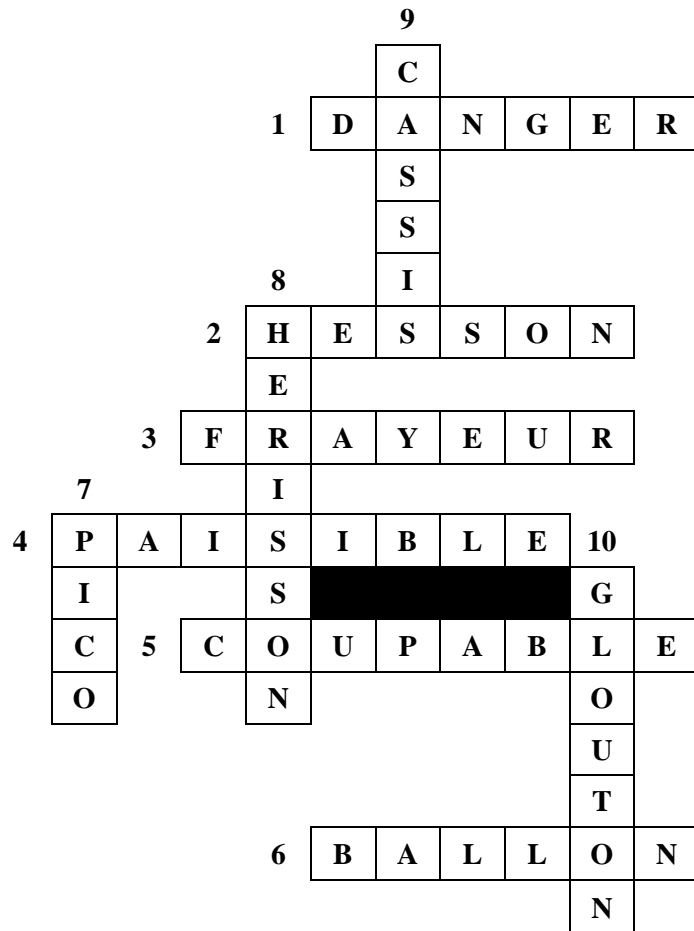 9
C
1 D A N G E R
S
S
8 I
2 H E S S O N
E
3 F R A Y E U R
7 I
4 P A I S I B L E 10
I S G
C 5 C O U P A B L E
O N O
U
T
6 B A L L O N
N